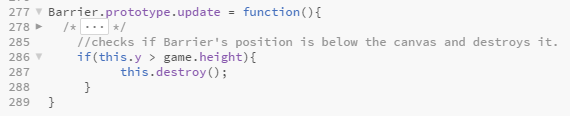 277 Barrier.prototype.update = function(){
278 /* ... */
285 //checks if Barrier's position is below the canvas and destroys it.
286 if(this.y > game.height){
287 this.destroy();
288 }
289 }